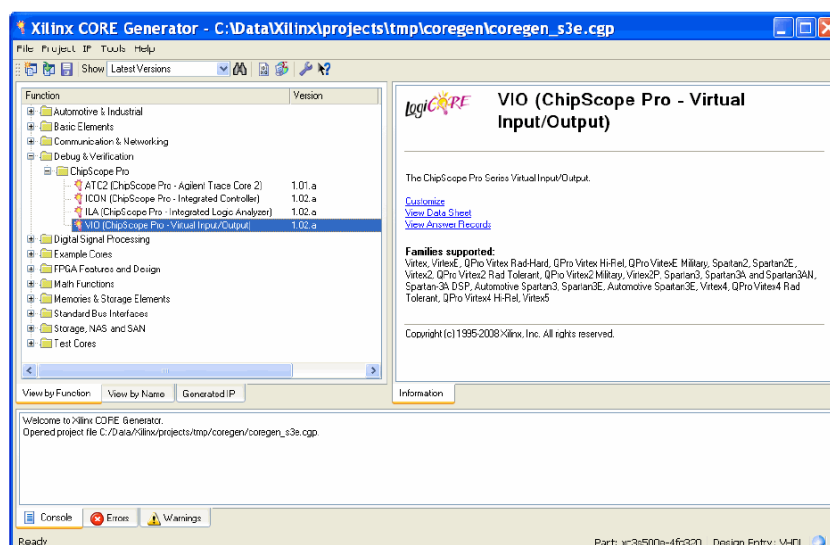 Xilinx CORE Generator - C:\Data\Xilinx\projects\tmp\coregen\coregen_s3e.cgp
File Project IP Tools Help
Show Latest Versions
Function Version
Automotive & Industrial
Basic Elements
Communication & Networking
Debug & Verification
ChipScope Pro
ATC2 (ChipScope Pro - Agilent Trace Core 2) 1.01.a
ICON (ChipScope Pro - Integrated Controller) 1.02.a
ILA (ChipScope Pro - Integrated Logic Analyzer) 1.02.a
VIO (ChipScope Pro - Virtual Input/Output) 1.02.a
Digital Signal Processing
Example Cores
FPGA Features and Design
Math Functions
Memories & Storage Elements
Standard Bus Interfaces
Storage, NAS and SAN
Test Cores
View by Function View by Name Generated IP
LogiCORE
VIO (ChipScope Pro - Virtual
Input/Output)
The ChipScope Pro Series Virtual Input/Output.
Customize
View Data Sheet
View Answer Records
Families supported:
Virtex, VirtexE, QPro Virtex Rad-Hard, QPro Virtex Hi-Rel, QPro VirtexE Military, Spartan2, Spartan2E,
Virtex2, QPro Virtex2 Rad Tolerant, QPro Virtex2 Military, Virtex2P, Spartan3, Spartan3A and Spartan3AN,
Spartan-3A DSP, Automotive Spartan3, Spartan3E, Automotive Spartan3E, Virtex4, QPro Virtex4 Rad
Tolerant, QPro Virtex4 Hi-Rel, Virtex5
Copyright (c) 1995-2008 Xilinx, Inc. All rights reserved.
Information
Welcome to Xilinx CORE Generator.
Opened project file C:/Data/Xilinx/projects/tmp/coregen/coregen_s3e.cgp.
Console Errors Warnings
Ready Part: xc3s500e-4fg320 Design Entry: VHDL